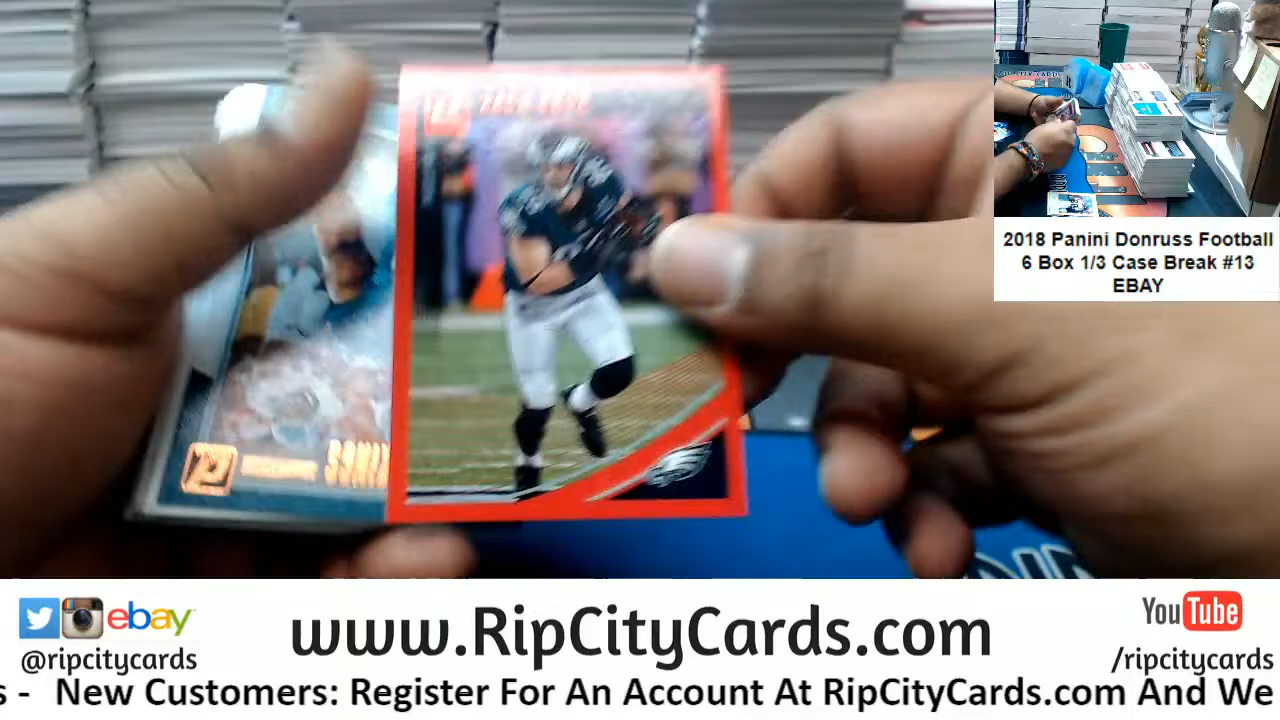 2018 Panini Donruss Football
6 Box 1/3 Case Break #13
EBAY
ebay
@ripcitycards
www.RipCityCards.com
YouTube
/ripcitycards
s - New Customers: Register For An Account At RipCityCards.com And We